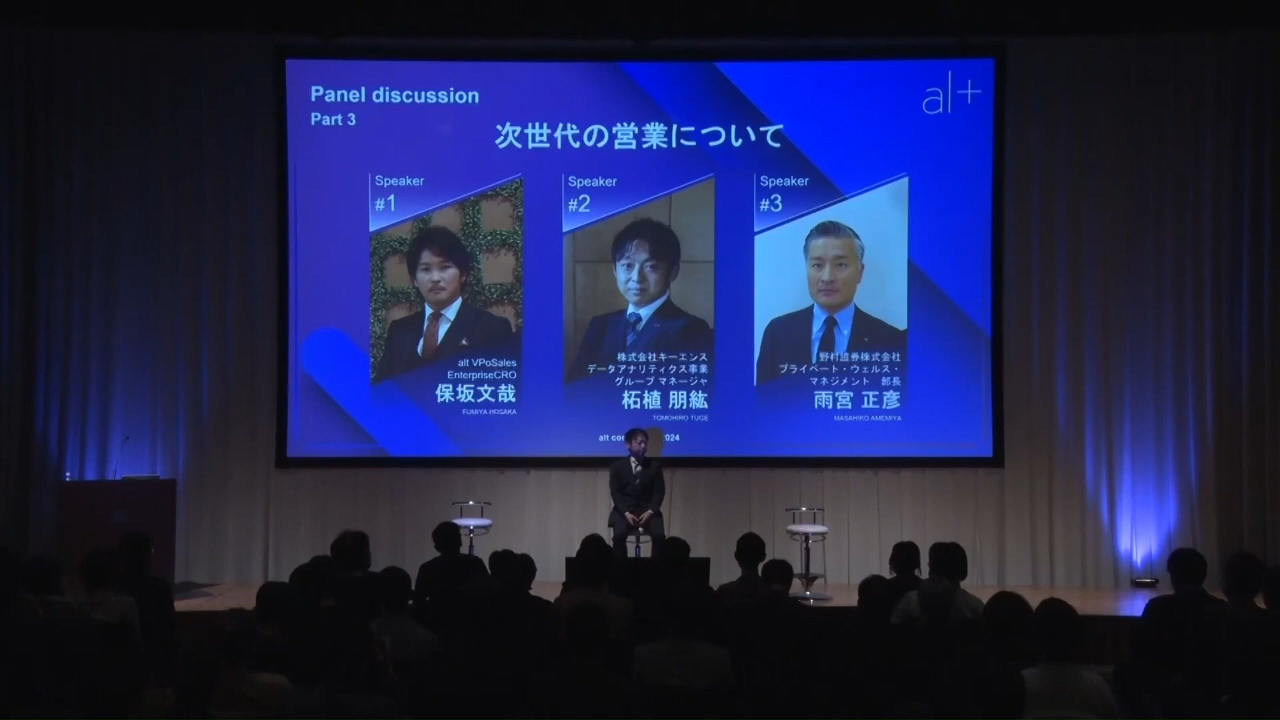 Panel discussion
Part 3
al+
次世代の営業について
Speaker
#1
alt VPoSales
EnterpriseCRO
保坂文哉
FUMIYA HOSAKA
Speaker
#2
株式会社キーエンス
データアナリティクス事業
グループ マネージャ
柘植 朋紘
TOMOHIRO TUGE
Speaker
#3
野村證券株式会社
プライベート・ウェルス・
マネジメント 部長
雨宮 正彦
MASAHIKO AMEMIYA
alt 2024